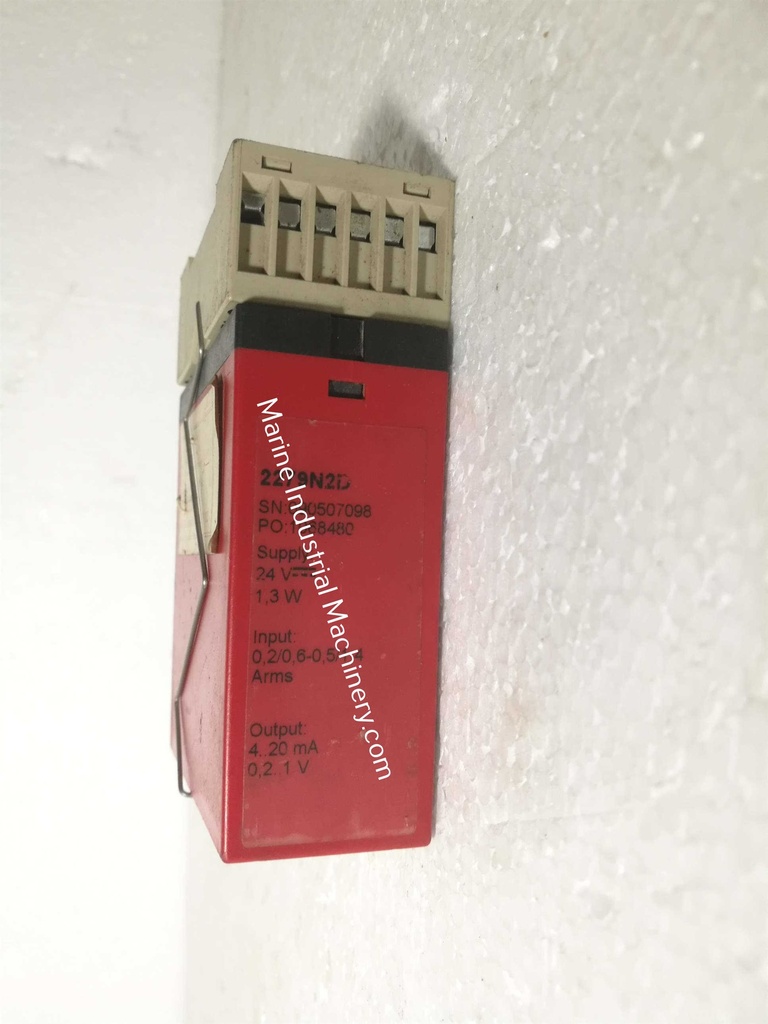 SN:
PO:
Supply:
24 V
1,3 W
Input:
Arms
Output:
4..20 mA
0,2..1 V
Marine Industrial Machinery.com